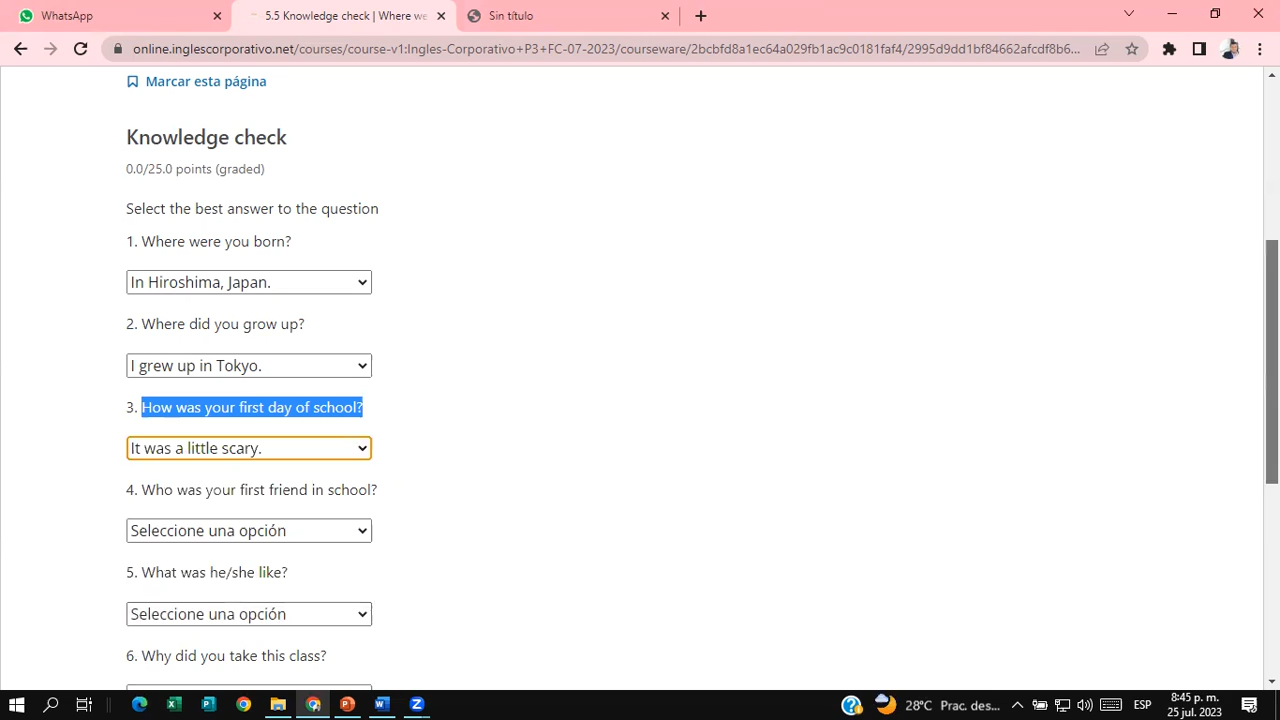 WhatsApp
5.5 Knowledge check | Where we
Sin título
online.inglescorporativo.net/courses/course-v1:Ingles-Corporativo+P3+FC-07-2023/courseware/2bcbfd8a1ec64a029fb1ac9c0181faf4/2995d9dd1bf84662afcdf8b6...
Marcar esta página
Knowledge check
0.0/25.0 points (graded)
Select the best answer to the question
1. Where were you born?
In Hiroshima, Japan.
2. Where did you grow up?
I grew up in Tokyo.
3. How was your first day of school?
It was a little scary.
4. Who was your first friend in school?
Seleccione una opción
5. What was he/she like?
Seleccione una opción
6. Why did you take this class?
28°C Prac. des...
ESP
8:45 p. m.
25 jul. 2023